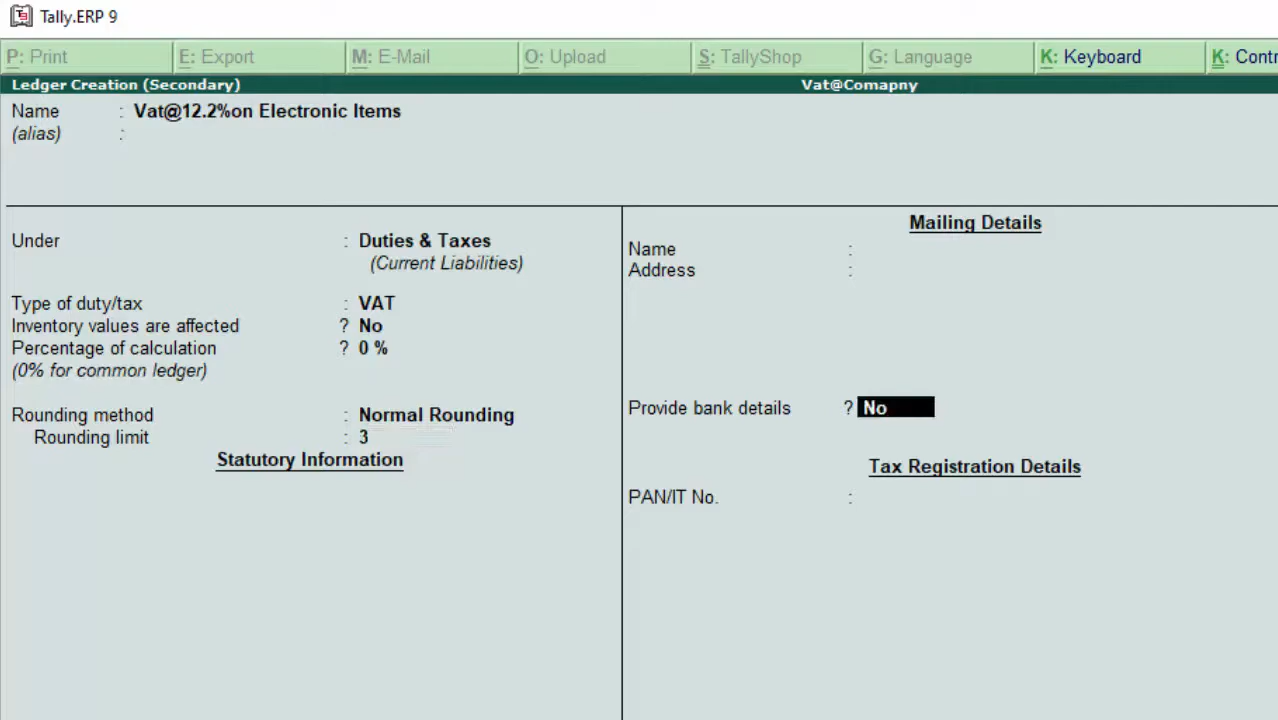 Tally.ERP 9
P: Print E: Export M: E-Mail O: Upload S: TallyShop G: Language K: Keyboard K: Contr
Ledger Creation (Secondary) Vat@Comapny
Name : Vat@12.2%on Electronic Items
(alias) :
Under : Duties & Taxes
(Current Liabilities)
Type of duty/tax : VAT
Inventory values are affected ? No
Percentage of calculation ? 0 %
(0% for common ledger)
Rounding method : Normal Rounding
Rounding limit : 3
Statutory Information
Mailing Details
Name :
Address :
Provide bank details ? No
Tax Registration Details
PAN/IT No. :